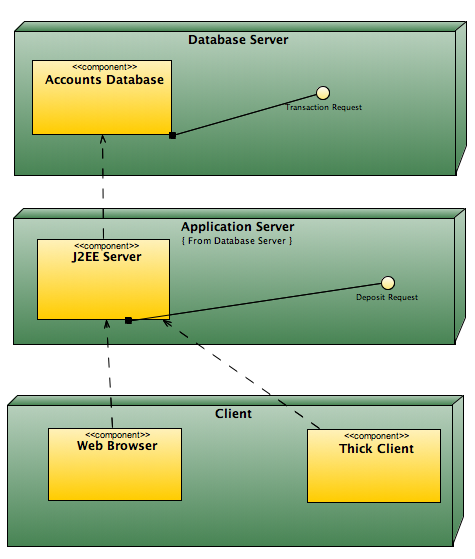 Database Server
<<component>>
Accounts Database
Transaction Request
Application Server
{ From Database Server }
<<component>>
J2EE Server
Deposit Request
Client
<<component>>
Web Browser
<<component>>
Thick Client